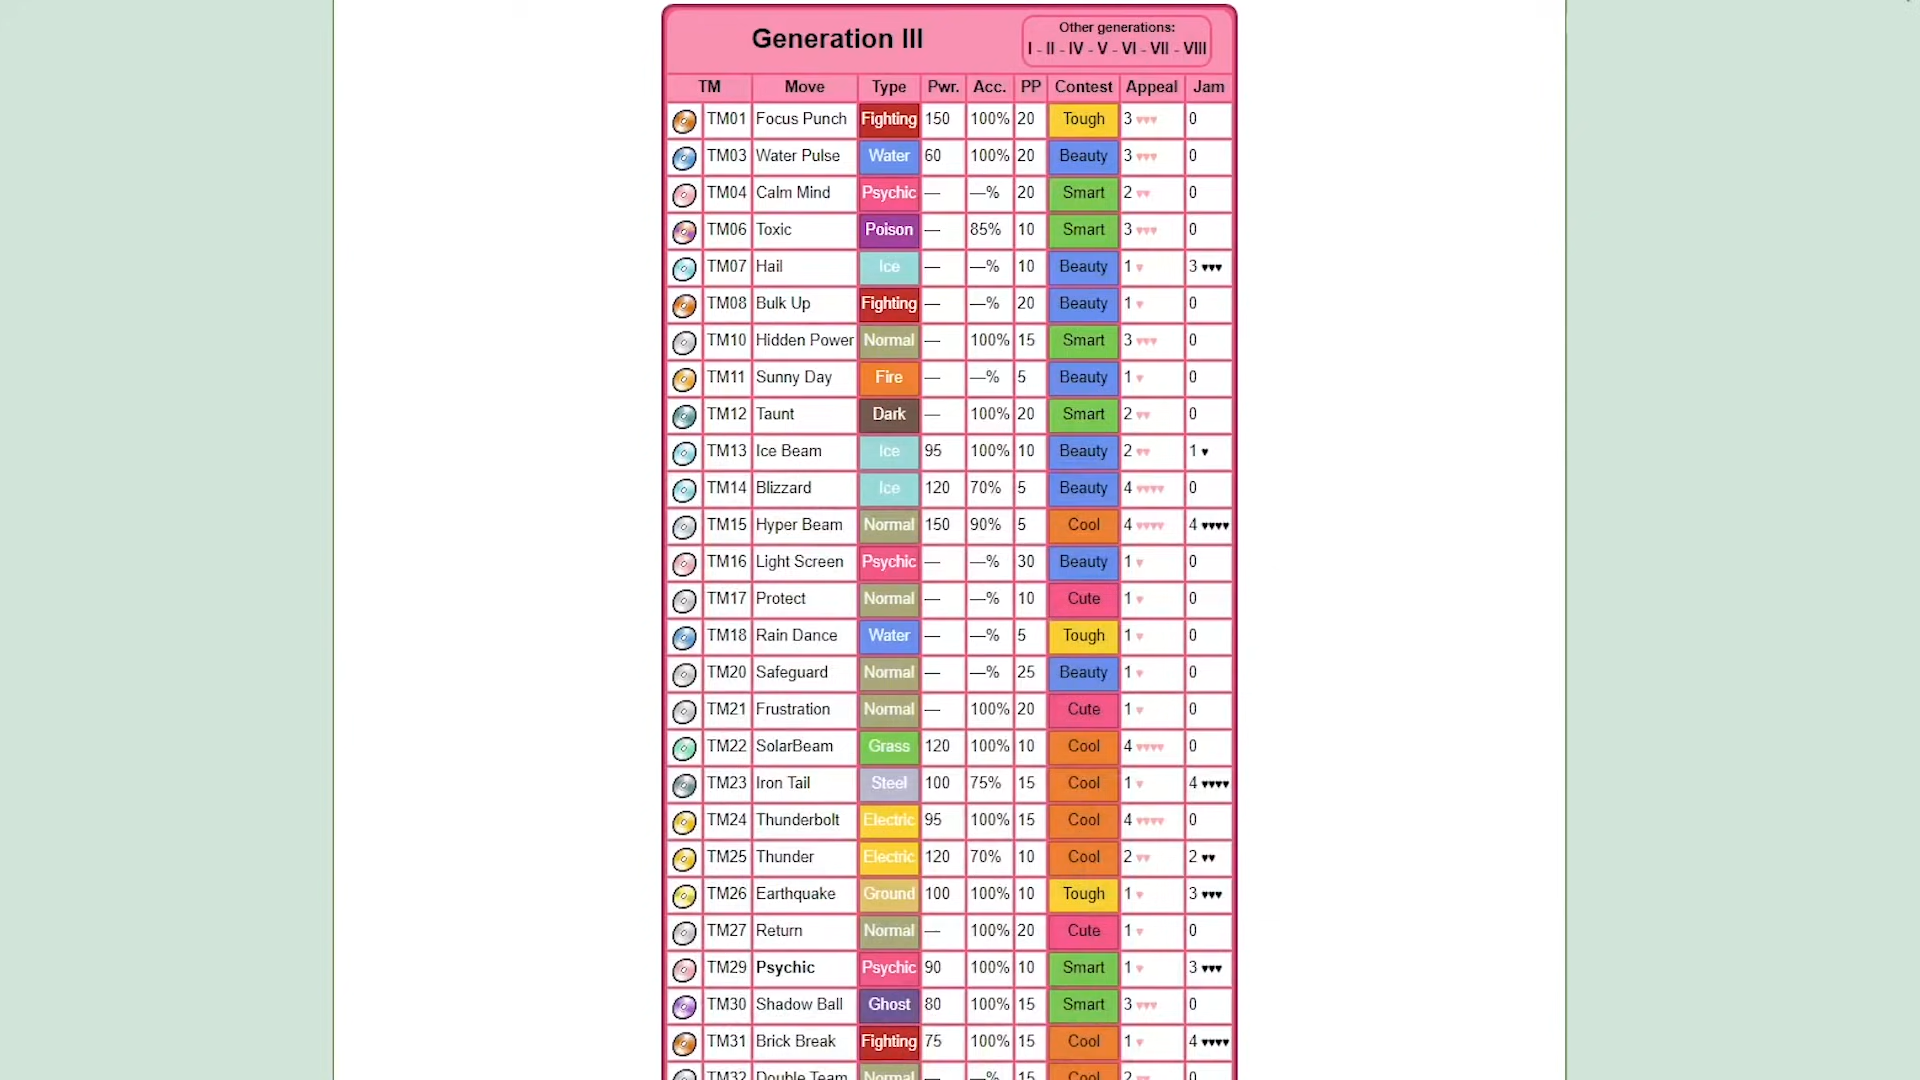 Generation III
Other generations:
I - II - IV - V - VI - VII - VIII
TM Move Type Pwr. Acc. PP Contest Appeal Jam
TM01 Focus Punch Fighting 150 100% 20 Tough 3 ♥♥♥ 0
TM03 Water Pulse Water 60 100% 20 Beauty 3 ♥♥♥ 0
TM04 Calm Mind Psychic — —% 20 Smart 2 ♥♥ 0
TM06 Toxic Poison — 85% 10 Smart 3 ♥♥♥ 0
TM07 Hail Ice — —% 10 Beauty 1 ♥ 3 ♥♥♥
TM08 Bulk Up Fighting — —% 20 Beauty 1 ♥ 0
TM10 Hidden Power Normal — 100% 15 Smart 3 ♥♥♥ 0
TM11 Sunny Day Fire — —% 5 Beauty 1 ♥ 0
TM12 Taunt Dark — 100% 20 Smart 2 ♥♥ 0
TM13 Ice Beam Ice 95 100% 10 Beauty 2 ♥♥ 1 ♥
TM14 Blizzard Ice 120 70% 5 Beauty 4 ♥♥♥♥ 0
TM15 Hyper Beam Normal 150 90% 5 Cool 4 ♥♥♥♥ 4 ♥♥♥♥
TM16 Light Screen Psychic — —% 30 Beauty 1 ♥ 0
TM17 Protect Normal — —% 10 Cute 1 ♥ 0
TM18 Rain Dance Water — —% 5 Tough 1 ♥ 0
TM20 Safeguard Normal — —% 25 Beauty 1 ♥ 0
TM21 Frustration Normal — 100% 20 Cute 1 ♥ 0
TM22 SolarBeam Grass 120 100% 10 Cool 4 ♥♥♥♥ 0
TM23 Iron Tail Steel 100 75% 15 Cool 1 ♥ 4 ♥♥♥♥
TM24 Thunderbolt Electric 95 100% 15 Cool 4 ♥♥♥♥ 0
TM25 Thunder Electric 120 70% 10 Cool 2 ♥♥ 2 ♥♥
TM26 Earthquake Ground 100 100% 10 Tough 1 ♥ 3 ♥♥♥
TM27 Return Normal — 100% 20 Cute 1 ♥ 0
TM29 Psychic Psychic 90 100% 10 Smart 1 ♥ 3 ♥♥♥
TM30 Shadow Ball Ghost 80 100% 15 Smart 3 ♥♥♥ 0
TM31 Brick Break Fighting 75 100% 15 Cool 1 ♥ 4 ♥♥♥♥
TM32 Double Team Normal — —% 15 Cool 2 ♥♥ 0